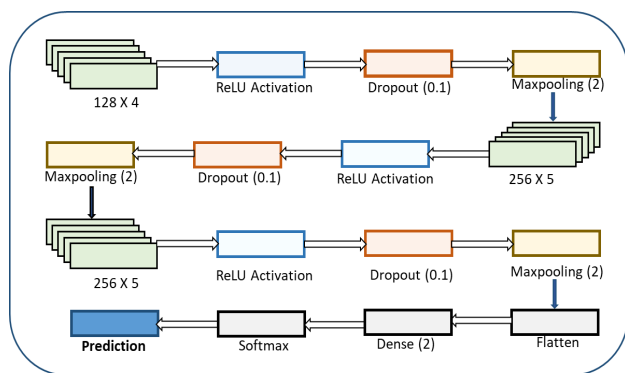 128 X 4
ReLU Activation
Dropout (0.1)
Maxpooling (2)
Maxpooling (2)
Dropout (0.1)
ReLU Activation
256 X 5
256 X 5
ReLU Activation
Dropout (0.1)
Maxpooling (2)
Prediction
Softmax
Dense (2)
Flatten